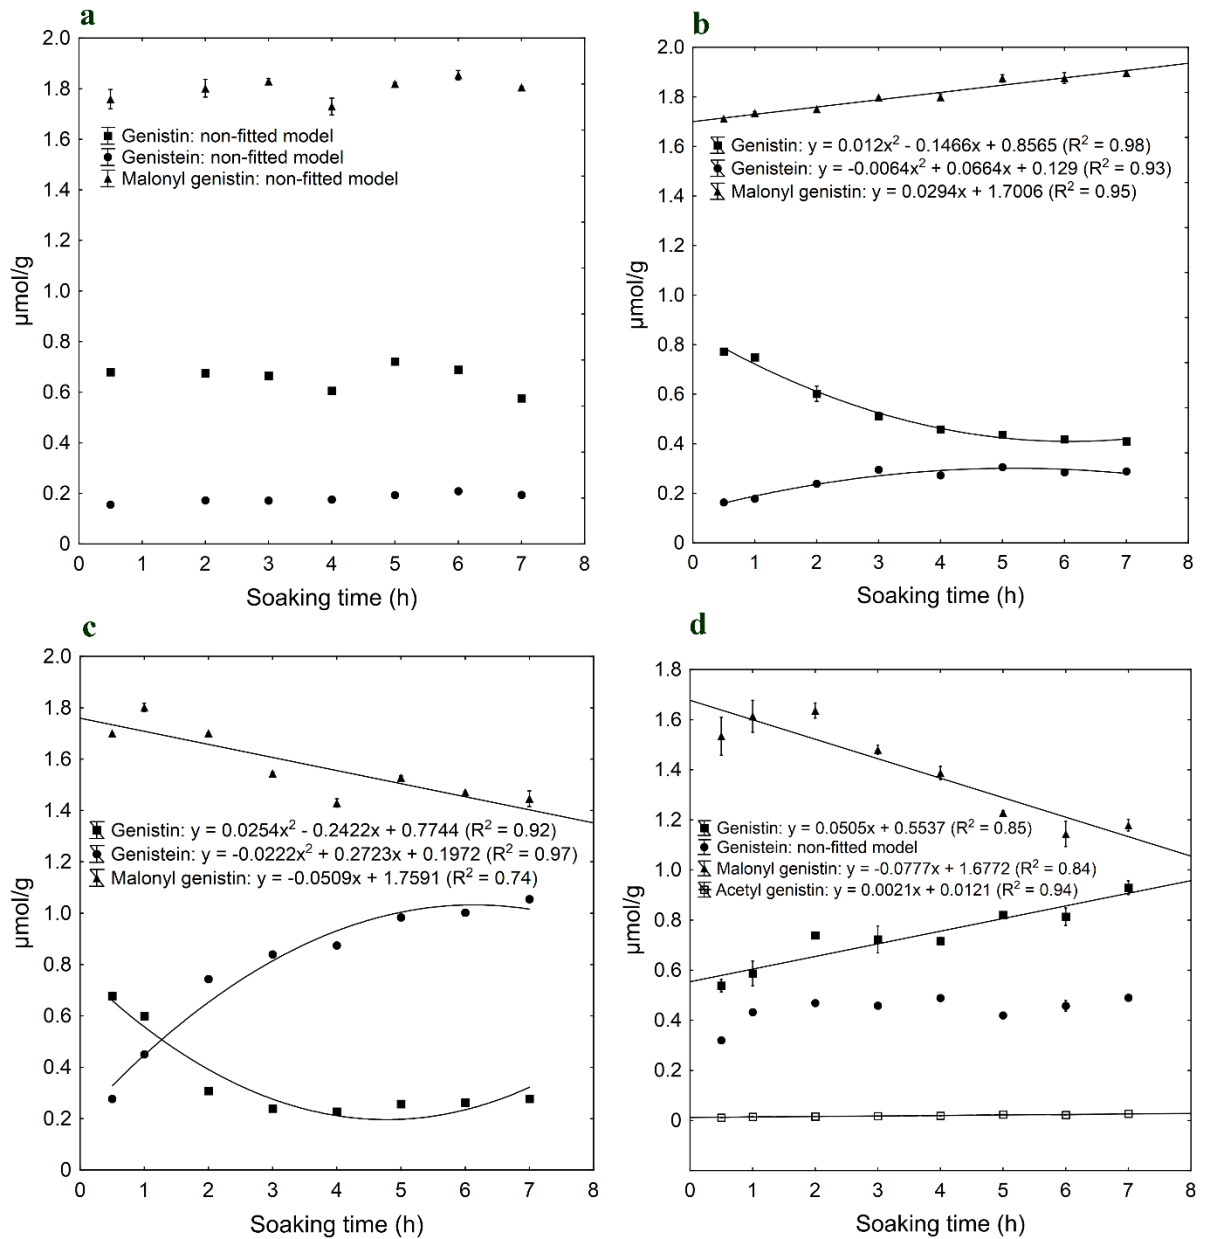 a
2.0
1.8
1.6
1.4
1.2
1.0
0.8
0.6
0.4
0.2
0
µmol/g
Genistin: non-fitted model
Genistein: non-fitted model
Malonyl genistin: non-fitted model
0 1 2 3 4 5 6 7 8
Soaking time (h)
b
2.0
1.8
1.6
1.4
1.2
1.0
0.8
0.6
0.4
0.2
0
µmol/g
Genistin: y = 0.012x² - 0.1466x + 0.8565 (R² = 0.98)
Genistein: y = -0.0064x² + 0.0664x + 0.129 (R² = 0.93)
Malonyl genistin: y = 0.0294x + 1.7006 (R² = 0.95)
0 1 2 3 4 5 6 7 8
Soaking time (h)
c
2.0
1.8
1.6
1.4
1.2
1.0
0.8
0.6
0.4
0.2
0
µmol/g
Genistin: y = 0.0254x² - 0.2422x + 0.7744 (R² = 0.92)
Genistein: y = -0.0222x² + 0.2723x + 0.1972 (R² = 0.97)
Malonyl genistin: y = -0.0509x + 1.7591 (R² = 0.74)
0 1 2 3 4 5 6 7 8
Soaking time (h)
d
1.8
1.6
1.4
1.2
1.0
0.8
0.6
0.4
0.2
0
µmol/g
Genistin: y = 0.0505x + 0.5537 (R² = 0.85)
Genistein: non-fitted model
Malonyl genistin: y = -0.0777x + 1.6772 (R² = 0.84)
Acetyl genistin: y = 0.0021x + 0.0121 (R² = 0.94)
0 1 2 3 4 5 6 7 8
Soaking time (h)